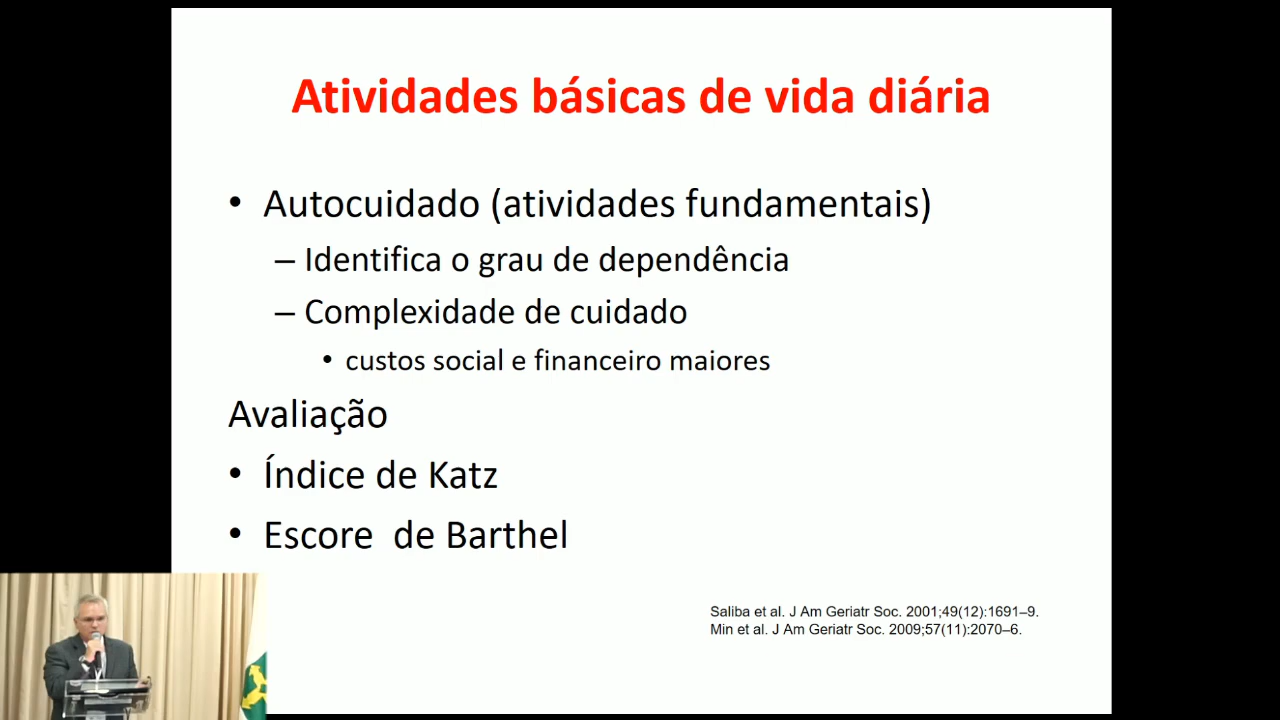 Atividades básicas de vida diária
• Autocuidado (atividades fundamentais)
– Identifica o grau de dependência
– Complexidade de cuidado
• custos social e financeiro maiores
Avaliação
• Índice de Katz
• Escore de Barthel
Saliba et al. J Am Geriatr Soc. 2001;49(12):1691–9.
Min et al. J Am Geriatr Soc. 2009;57(11):2070–6.